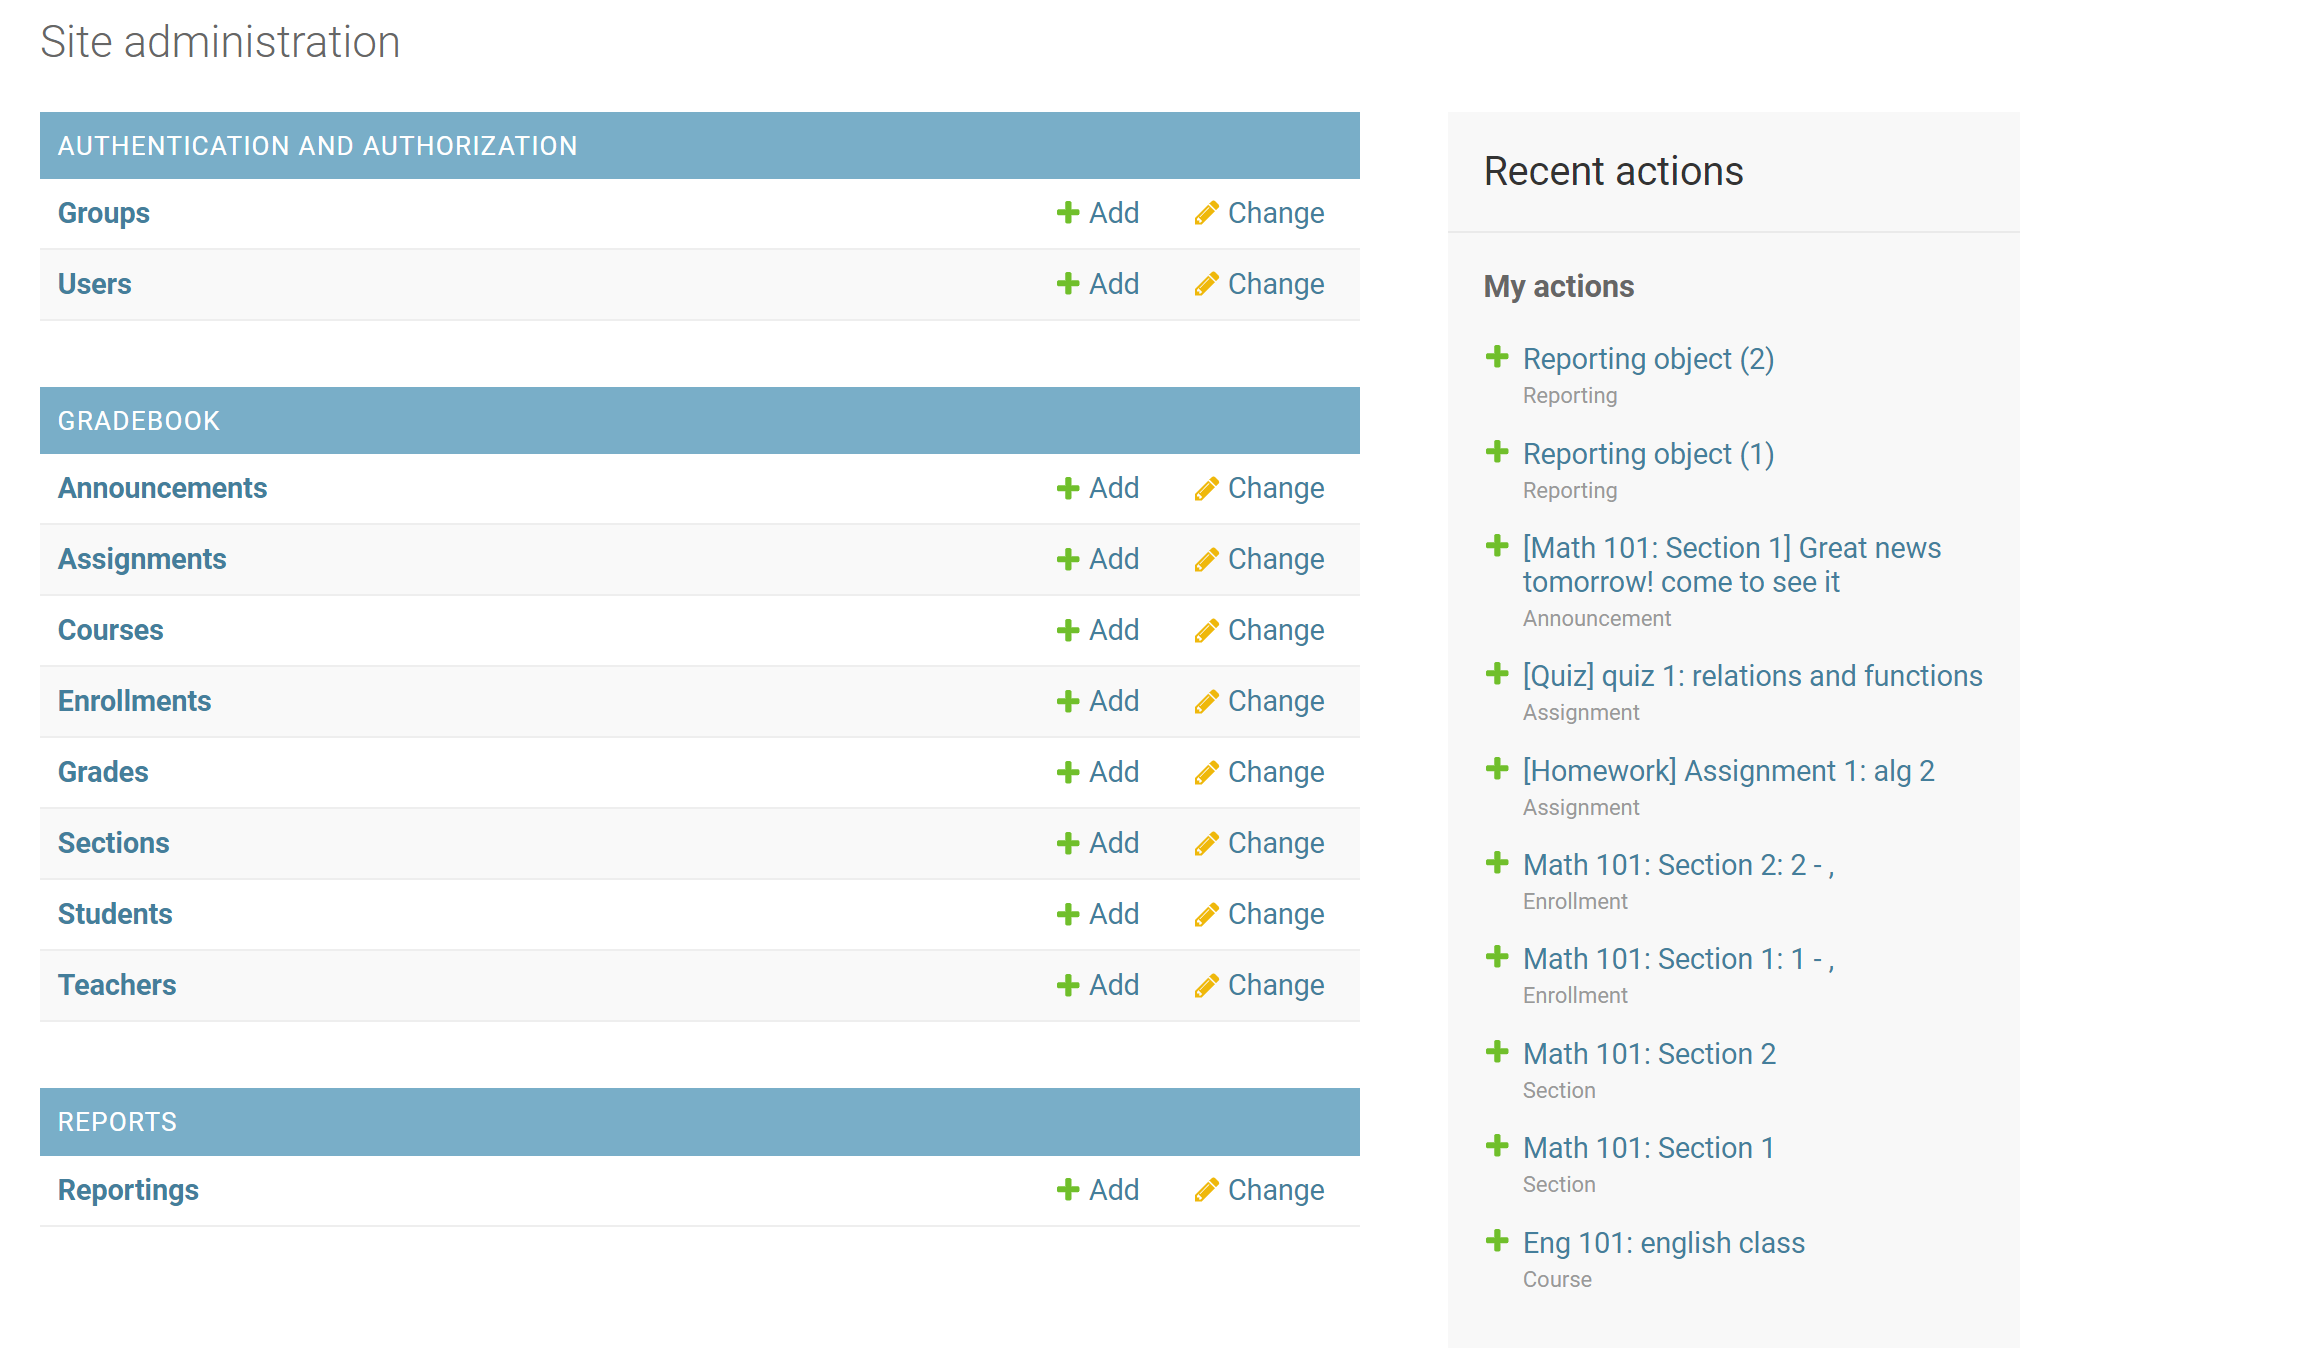 Site administration
AUTHENTICATION AND AUTHORIZATION
Groups Add Change
Users Add Change
GRADEBOOK
Announcements Add Change
Assignments Add Change
Courses Add Change
Enrollments Add Change
Grades Add Change
Sections Add Change
Students Add Change
Teachers Add Change
REPORTS
Reportings Add Change
Recent actions
My actions
Reporting object (2)
Reporting
Reporting object (1)
Reporting
[Math 101: Section 1] Great news
tomorrow! come to see it
Announcement
[Quiz] quiz 1: relations and functions
Assignment
[Homework] Assignment 1: alg 2
Assignment
Math 101: Section 2: 2 - ,
Enrollment
Math 101: Section 1: 1 - ,
Enrollment
Math 101: Section 2
Section
Math 101: Section 1
Section
Eng 101: english class
Course